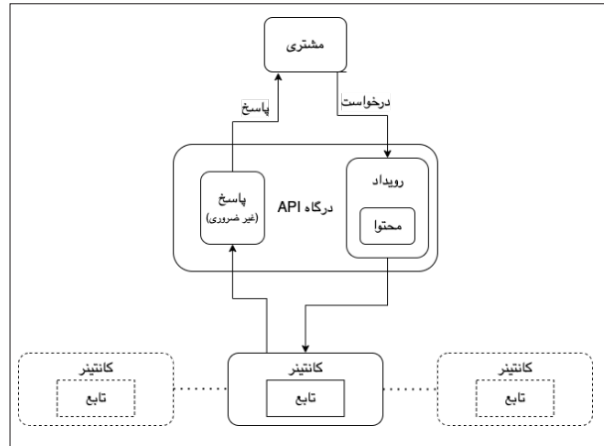 مشتری
درخواست
پاسخ
رویداد
محتوا
درگاه API
پاسخ
(غیر ضروری)
کانتینر
تابع
کانتینر
تابع
کانتینر
تابع